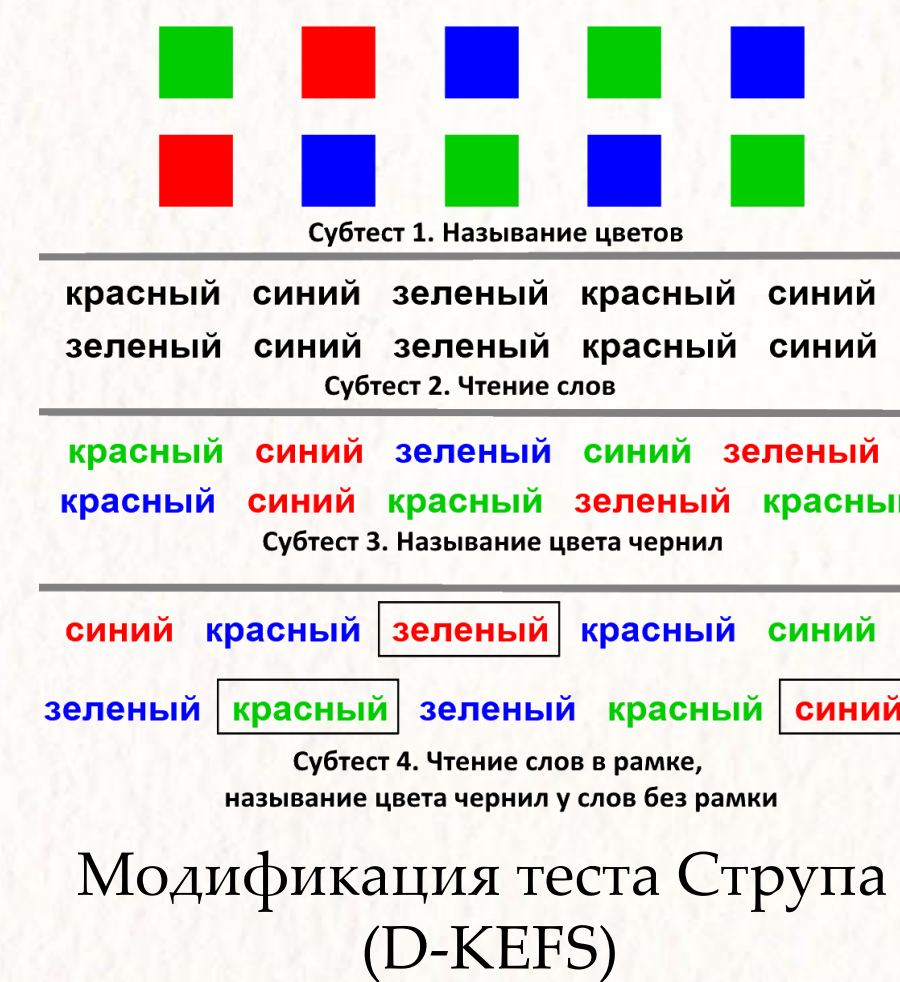 Субтест 1. Называние цветов
красный синий зеленый красный синий
зеленый синий зеленый красный синий
Субтест 2. Чтение слов
красный синий зеленый синий зеленый
красный синий красный зеленый красны
Субтест 3. Называние цвета чернил
синий красный зеленый красный синий
зеленый красный зеленый красный синий
Субтест 4. Чтение слов в рамке,
называние цвета чернил у слов без рамки
Модификация теста Струпа
(D-KEFS)